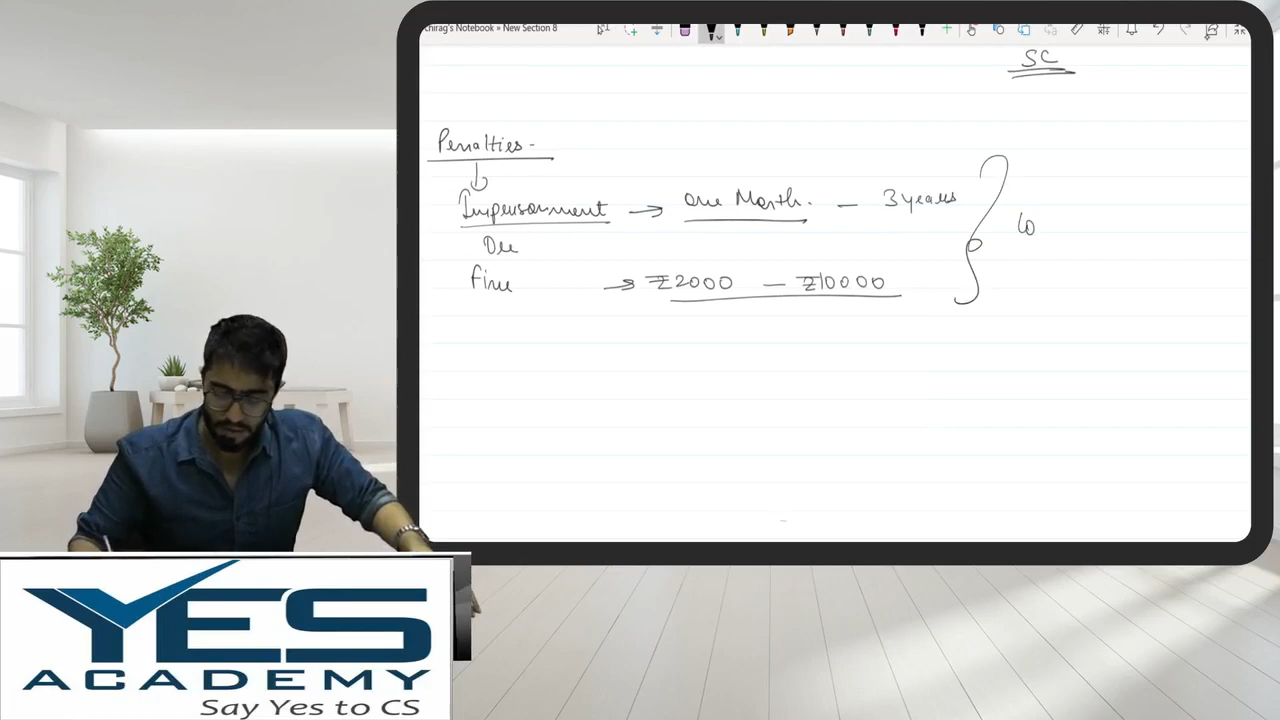 chirag's Notebook » New Section 8
SC
Penalties -
Impersonment → One Month. - 3 years
Or
Fine → ₹2000 - ₹10000
YES
ACADEMY
Say Yes to CS